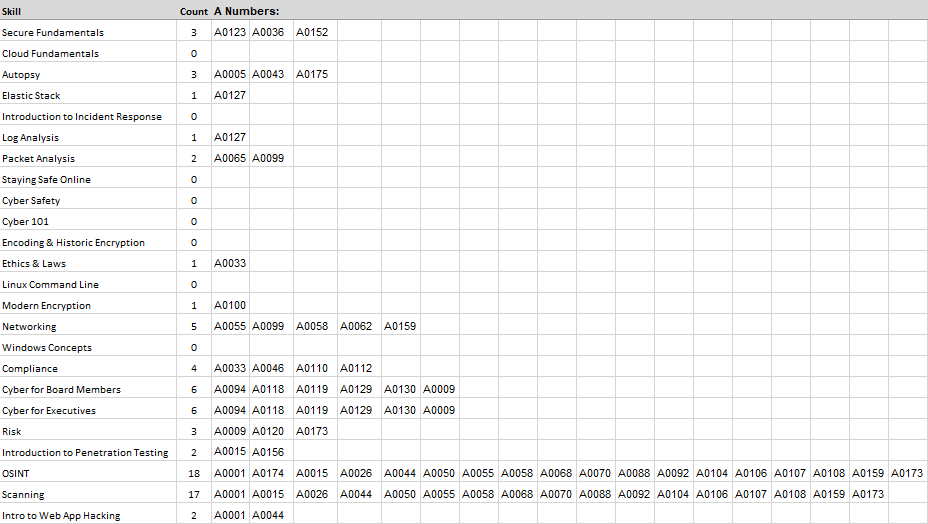 Skill Count A Numbers:
Secure Fundamentals 3 A0123 A0036 A0152
Cloud Fundamentals 0
Autopsy 3 A0005 A0043 A0175
Elastic Stack 1 A0127
Introduction to Incident Response 0
Log Analysis 1 A0127
Packet Analysis 2 A0065 A0099
Staying Safe Online 0
Cyber Safety 0
Cyber 101 0
Encoding & Historic Encryption 0
Ethics & Laws 1 A0033
Linux Command Line 0
Modern Encryption 1 A0100
Networking 5 A0055 A0099 A0058 A0062 A0159
Windows Concepts 0
Compliance 4 A0033 A0046 A0110 A0112
Cyber for Board Members 6 A0094 A0118 A0119 A0129 A0130 A0009
Cyber for Executives 6 A0094 A0118 A0119 A0129 A0130 A0009
Risk 3 A0009 A0120 A0173
Introduction to Penetration Testing 2 A0015 A0156
OSINT 18 A0001 A0174 A0015 A0026 A0044 A0050 A0055 A0058 A0068 A0070 A0088 A0092 A0104 A0106 A0107 A0108 A0159 A0173
Scanning 17 A0001 A0015 A0026 A0044 A0050 A0055 A0058 A0068 A0070 A0088 A0092 A0104 A0106 A0107 A0108 A0159 A0173
Intro to Web App Hacking 2 A0001 A0044